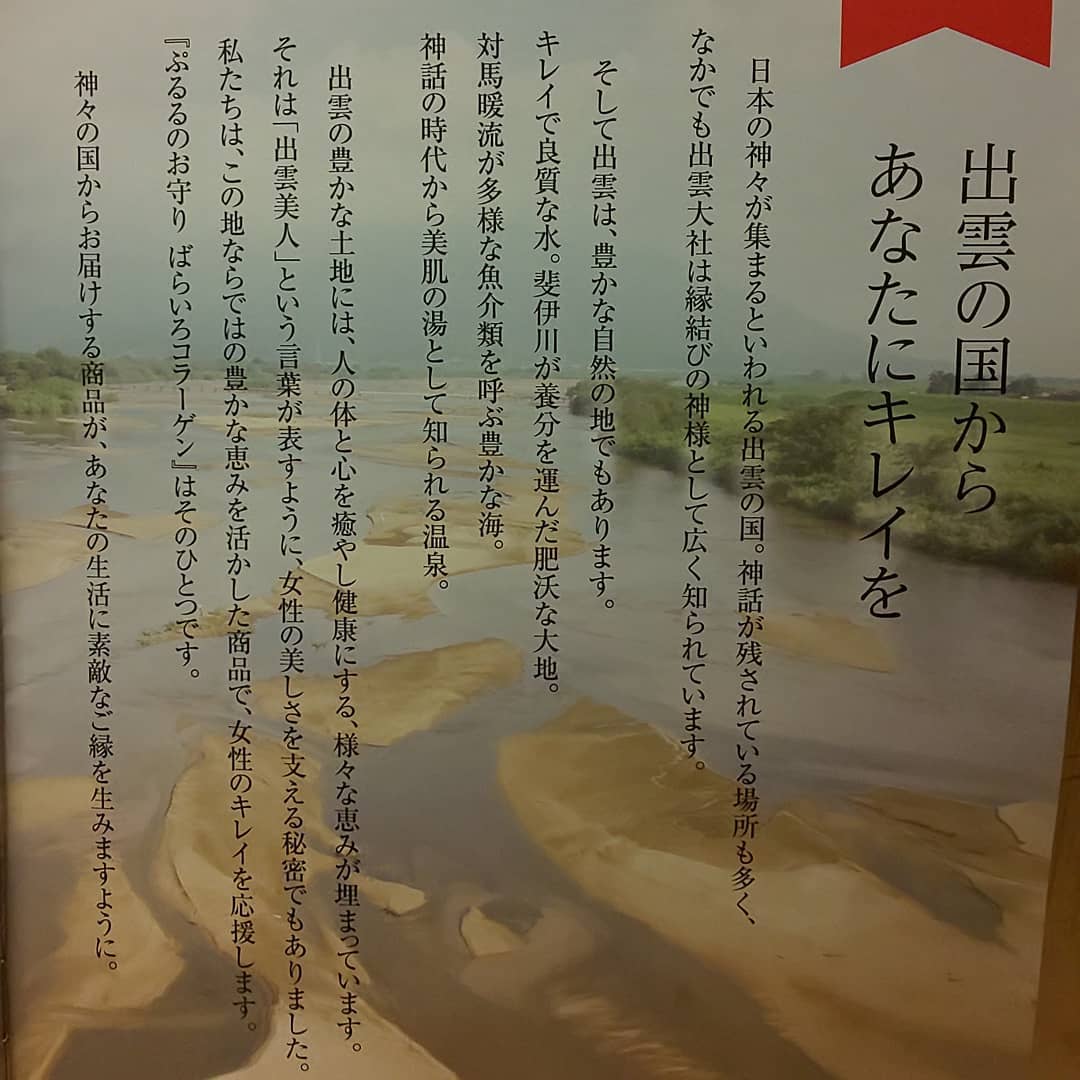 出雲の国から
あなたにキレイを
日本の神々が集まるといわれる出雲の国。神話が残されている場所も多く、
なかでも出雲大社は縁結びの神様として広く知られています。
そして出雲は、豊かな自然の地でもあります。
キレイで良質な水。斐伊川が養分を運んだ肥沃な大地。
対馬暖流が多様な魚介類を呼ぶ豊かな海。
神話の時代から美肌の湯として知られる温泉。
出雲の豊かな土地には、人の体と心を癒やし健康にする、様々な恵みが埋まっています。
それは「出雲美人」という言葉が表すように、女性の美しさを支える秘密でもありました。
私たちは、この地ならではの豊かな恵みを活かした商品で、女性のキレイを応援します。
『ぷるるのお守り ばらいろコラーゲン』はそのひとつです。
神々の国からお届けする商品が、あなたの生活に素敵なご縁を生みますように。